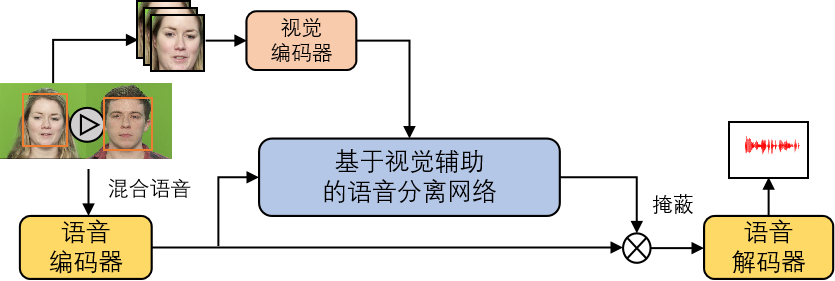 视觉
编码器
基于视觉辅助
的语音分离网络
混合语音
掩蔽
语音
编码器
语音
解码器